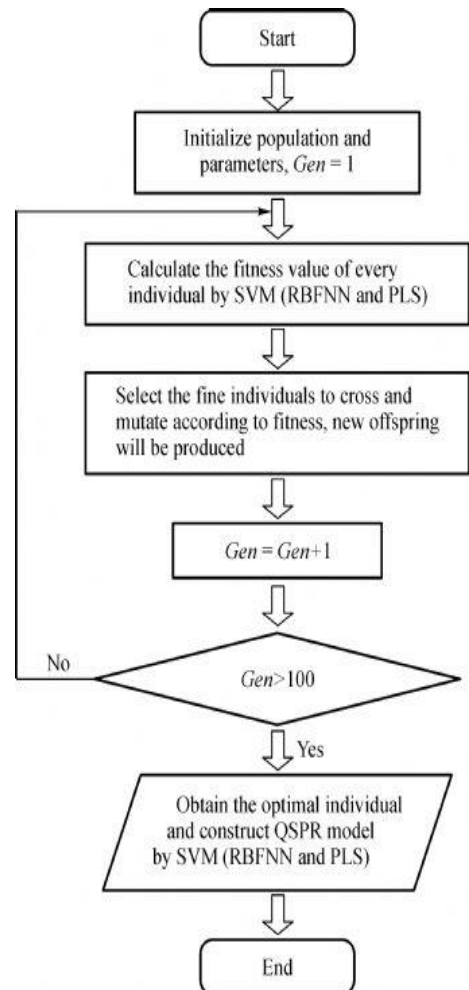 Start
Initialize population and
parameters, Gen = 1
Calculate the fitness value of every
individual by SVM (RBFNN and PLS)
Select the fine individuals to cross and
mutate according to fitness, new offspring
will be produced
Gen = Gen+1
No
Gen>100
Yes
Obtain the optimal individual
and construct QSPR model
by SVM (RBFNN and PLS)
End